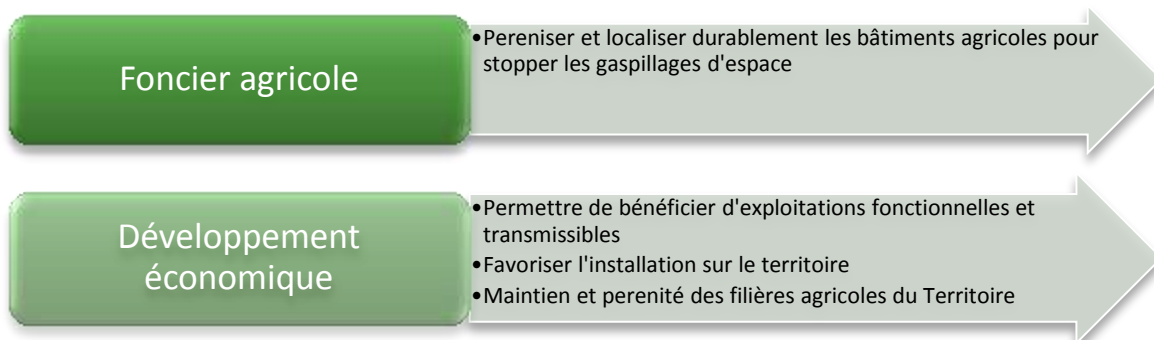 Foncier agricole
•Pereniser et localiser durablement les bâtiments agricoles pour
stopper les gaspillages d'espace
Développement
économique
•Permettre de bénéficier d'exploitations fonctionnelles et
transmissibles
•Favoriser l'installation sur le territoire
•Maintien et perenité des filières agricoles du Territoire